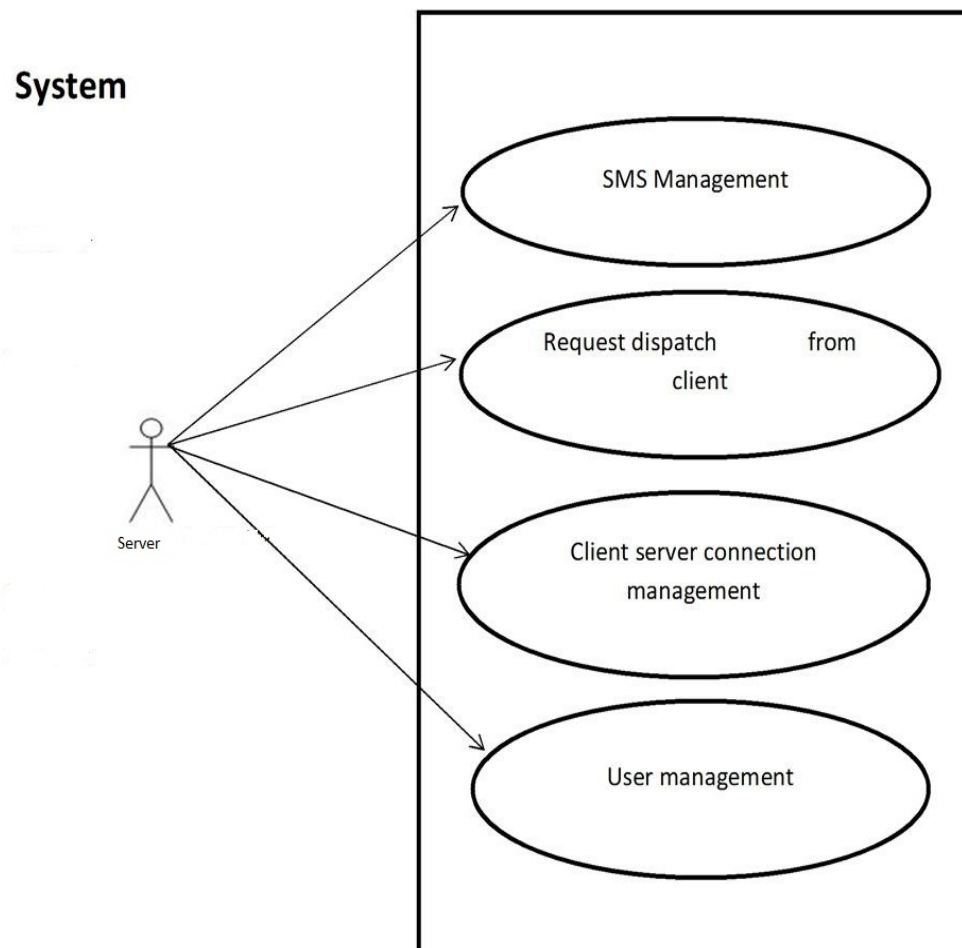 System
SMS Management
Request dispatch from
client
Server
Client server connection
management
User management